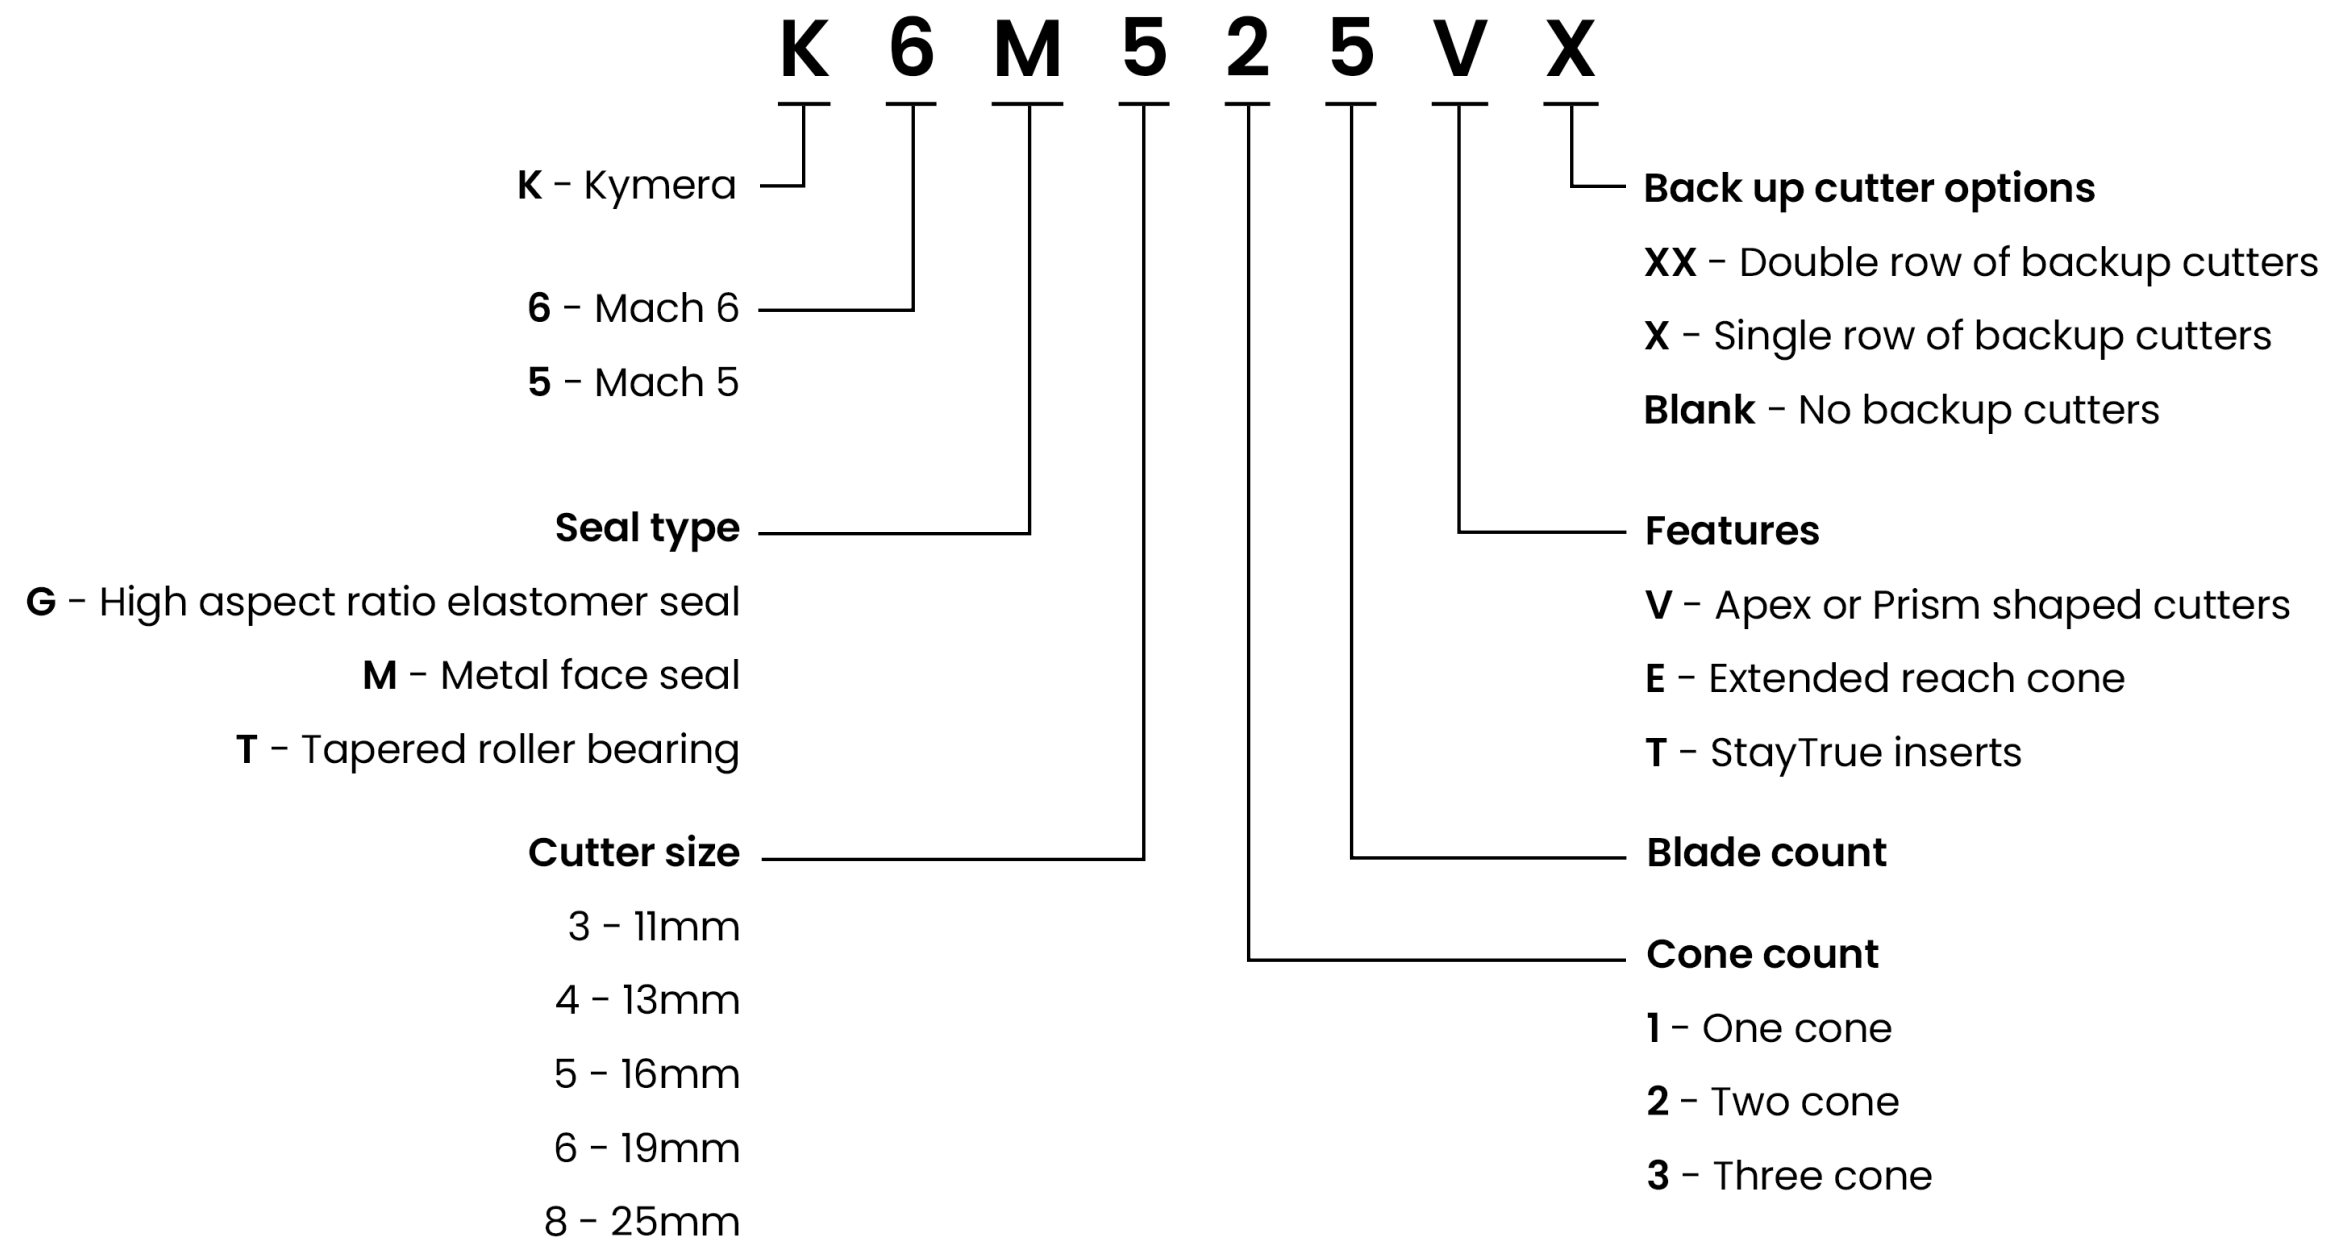 K 6 M 5 2 5 V X
K - Kymera
6 - Mach 6
5 - Mach 5
Seal type
G - High aspect ratio elastomer seal
M - Metal face seal
T - Tapered roller bearing
Cutter size
3 - 11mm
4 - 13mm
5 - 16mm
6 - 19mm
8 - 25mm
Back up cutter options
XX - Double row of backup cutters
X - Single row of backup cutters
Blank - No backup cutters
Features
V - Apex or Prism shaped cutters
E - Extended reach cone
T - StayTrue inserts
Blade count
Cone count
1 - One cone
2 - Two cone
3 - Three cone